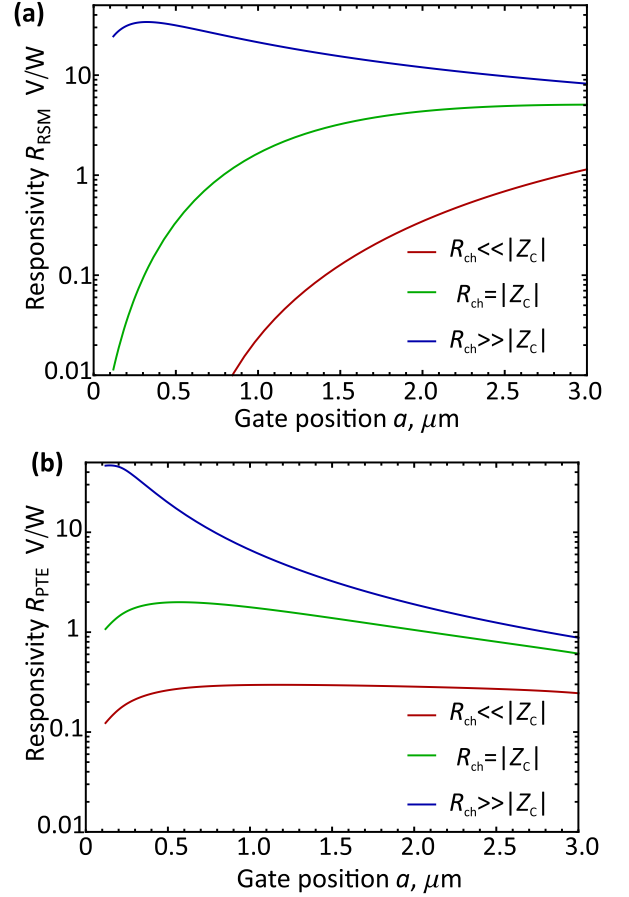 (a)
Responsivity R_RSM V/W
10
1
0.1
0.01
R_ch<<|Z_C|
R_ch=|Z_C|
R_ch>>|Z_C|
0 0.5 1.0 1.5 2.0 2.5 3.0
Gate position a, μm
(b)
Responsivity R_PTE V/W
10
1
0.1
0.01
R_ch<<|Z_C|
R_ch=|Z_C|
R_ch>>|Z_C|
0 0.5 1.0 1.5 2.0 2.5 3.0
Gate position a, μm